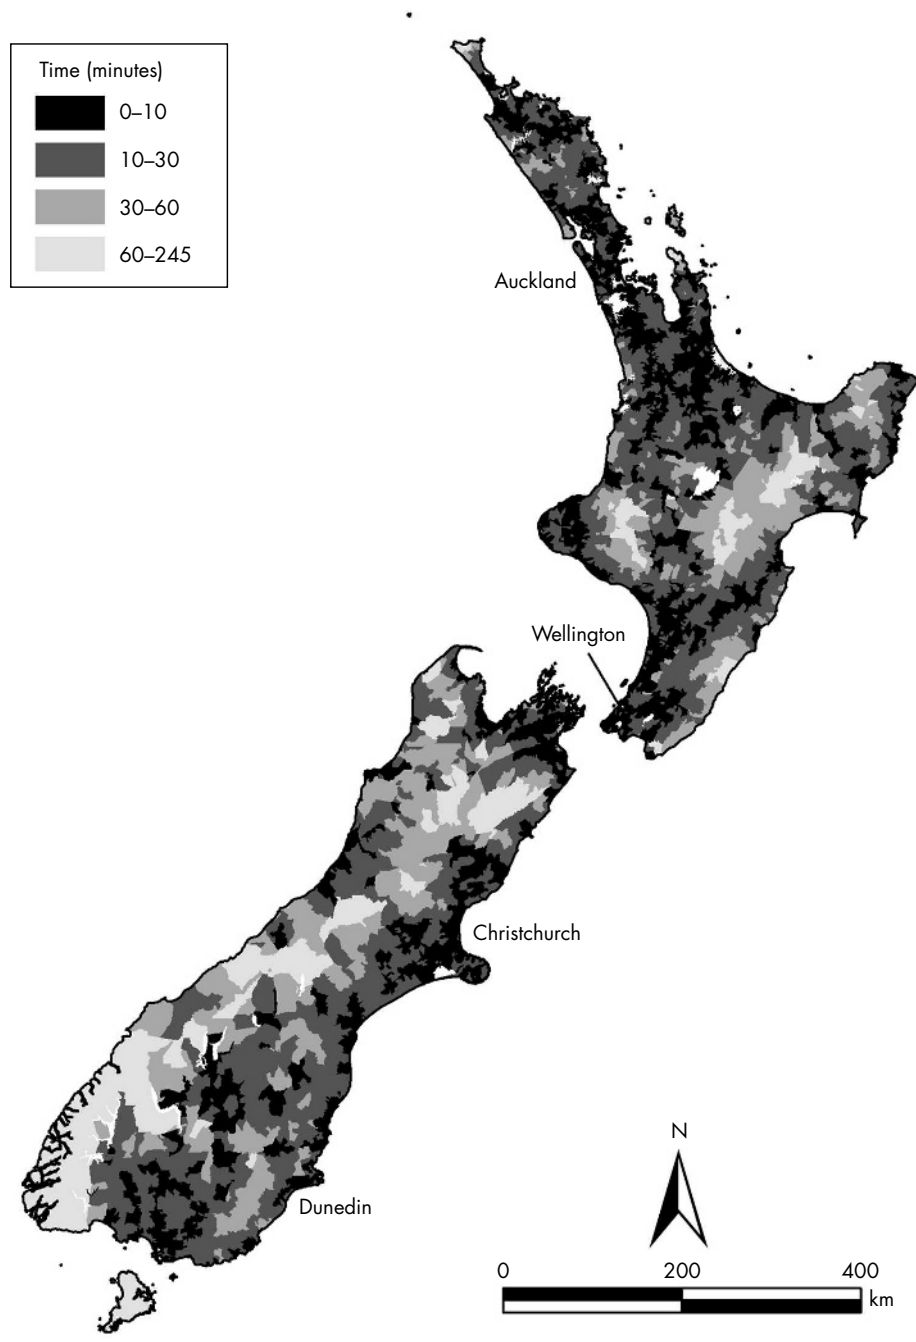 Time (minutes)
0–10
10–30
30–60
60–245
Auckland
Wellington
Christchurch
Dunedin
N
0 200 400
km